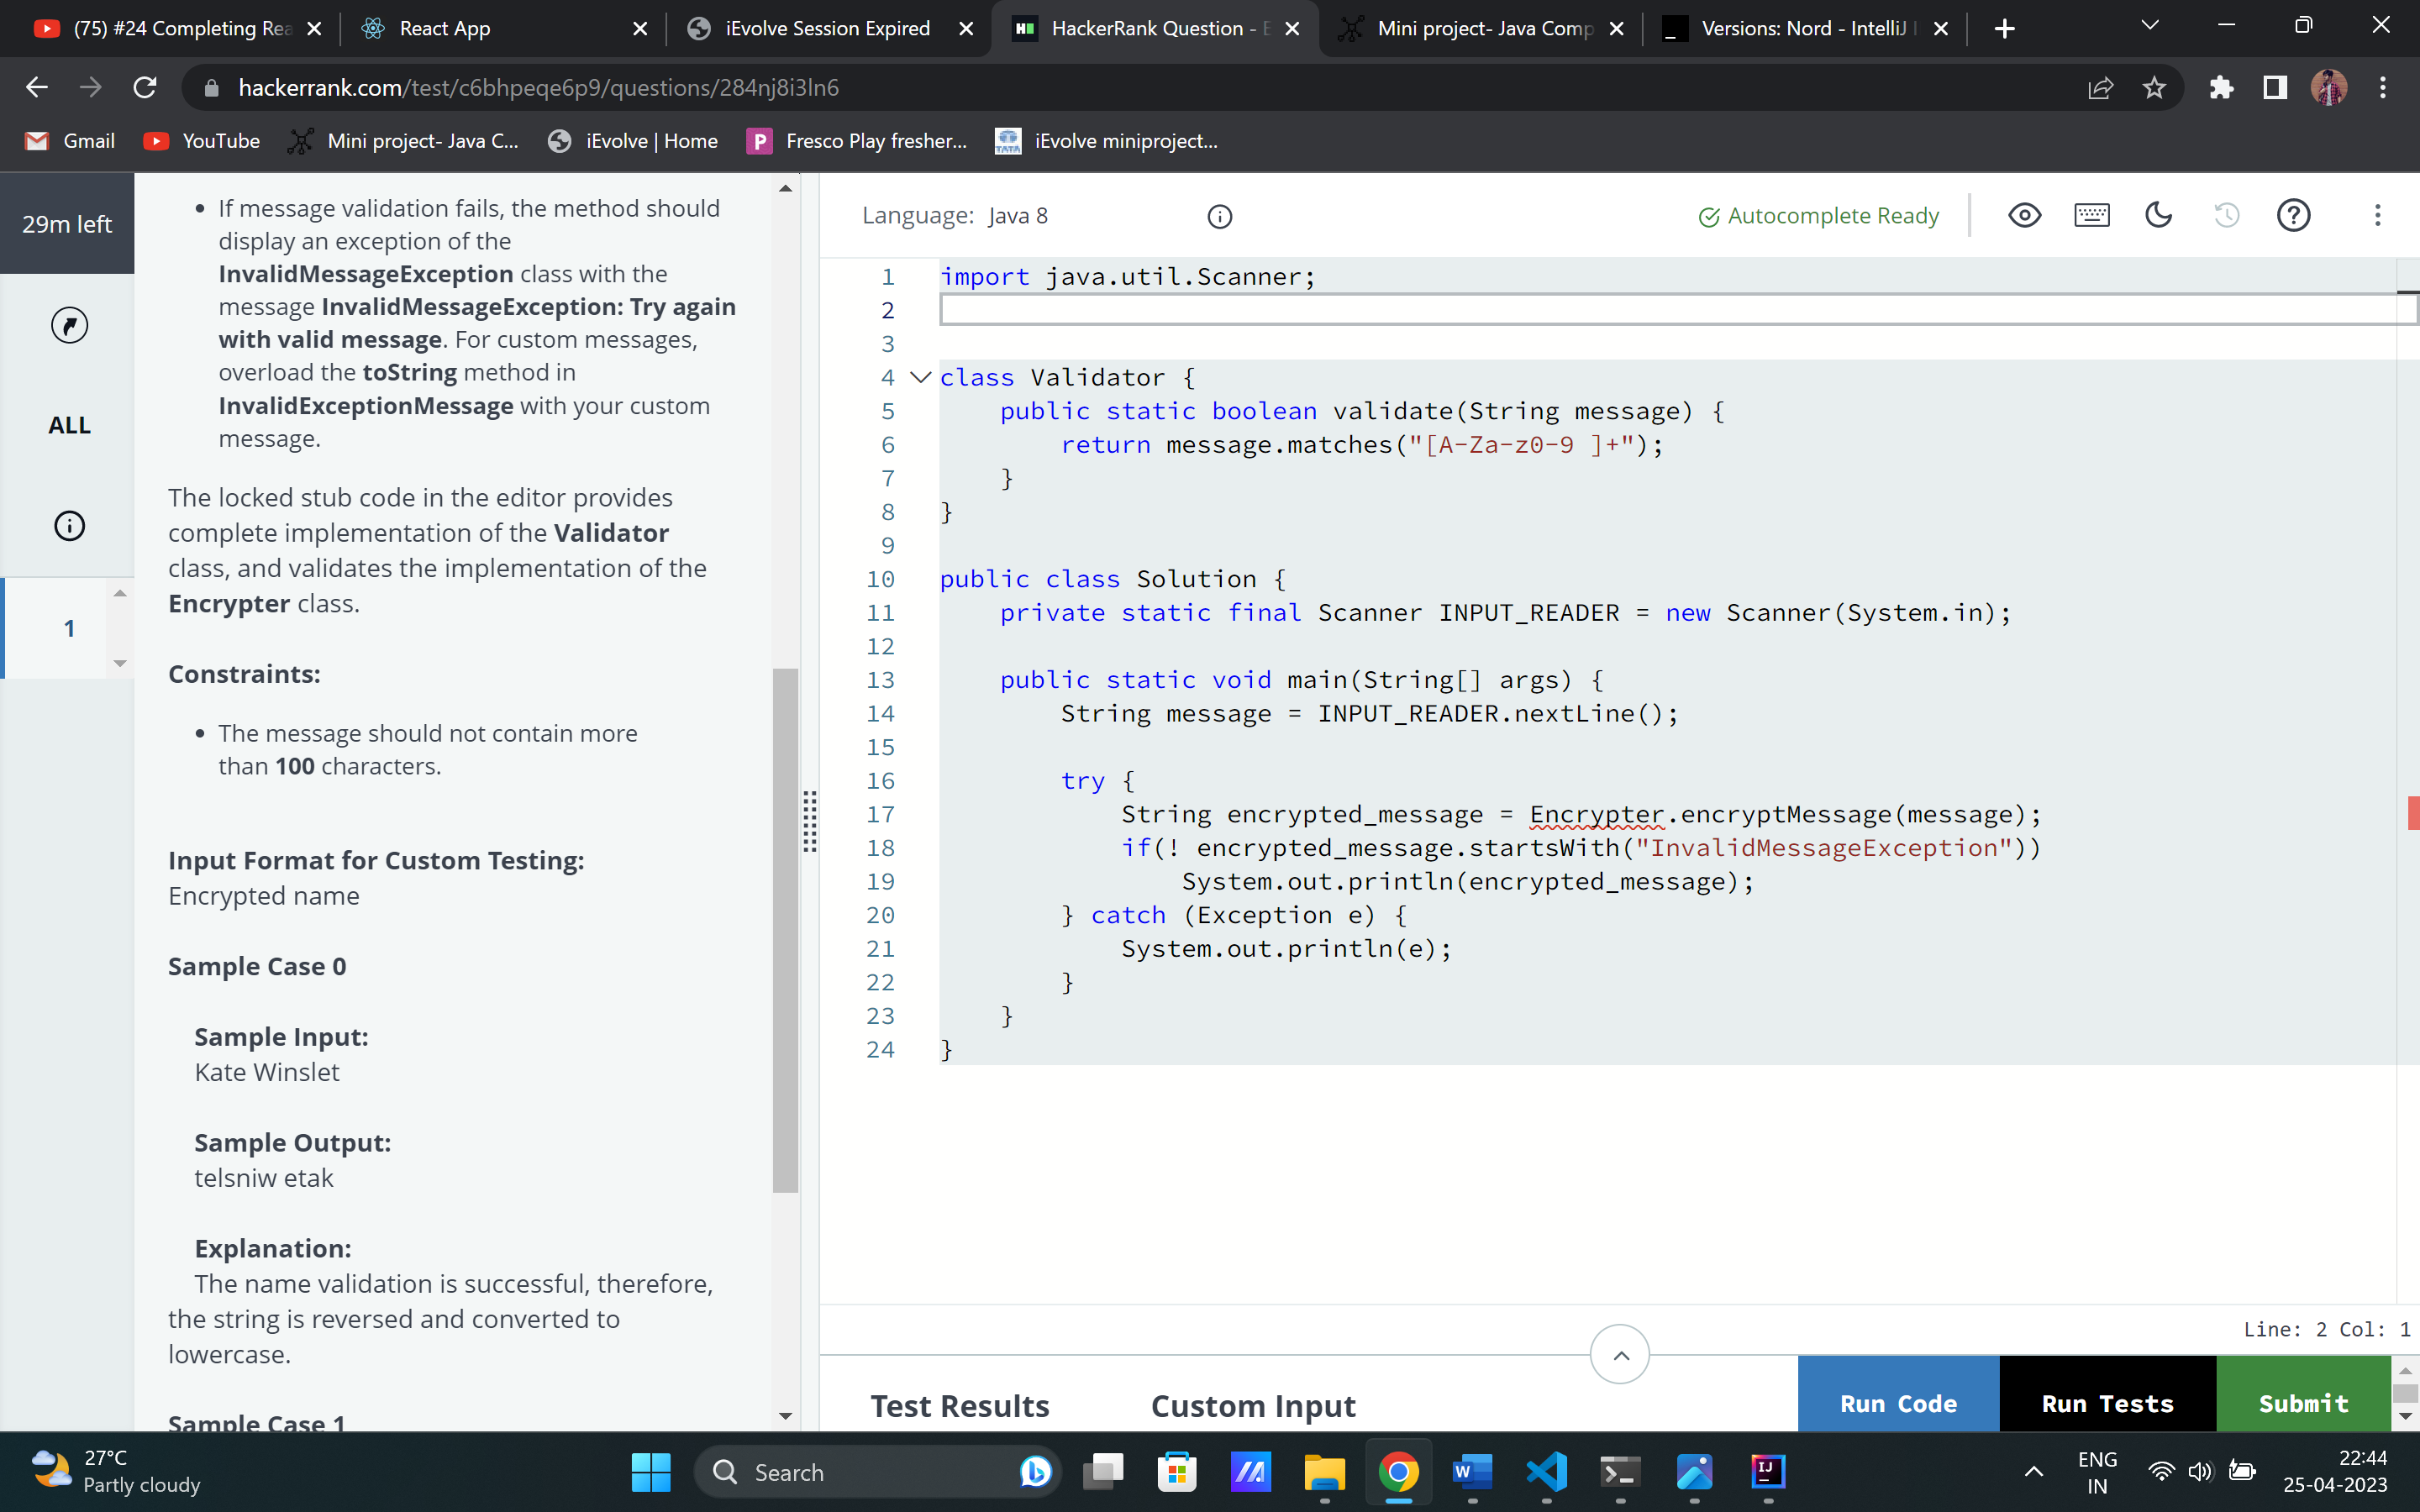 (75) #24 Completing Rea
React App
iEvolve Session Expired
HackerRank Question - E
Mini project- Java Comp
Versions: Nord - IntelliJ I
hackerrank.com/test/c6bhpeqe6p9/questions/284nj8i3ln6
Gmail
YouTube
Mini project- Java C...
iEvolve | Home
Fresco Play fresher...
iEvolve miniproject...
29m left
ALL
1
• If message validation fails, the method should
display an exception of the
InvalidMessageException class with the
message InvalidMessageException: Try again
with valid message. For custom messages,
overload the toString method in
InvalidExceptionMessage with your custom
message.
The locked stub code in the editor provides
complete implementation of the Validator
class, and validates the implementation of the
Encrypter class.
Constraints:
• The message should not contain more
than 100 characters.
Input Format for Custom Testing:
Encrypted name
Sample Case 0
Sample Input:
Kate Winslet
Sample Output:
telsniw etak
Explanation:
The name validation is successful, therefore,
the string is reversed and converted to
lowercase.
Sample Case 1
Language: Java 8
Autocomplete Ready
1 import java.util.Scanner;
2
3
4 class Validator {
5 public static boolean validate(String message) {
6 return message.matches("[A-Za-z0-9 ]+");
7 }
8 }
9
10 public class Solution {
11 private static final Scanner INPUT_READER = new Scanner(System.in);
12
13 public static void main(String[] args) {
14 String message = INPUT_READER.nextLine();
15
16 try {
17 String encrypted_message = Encrypter.encryptMessage(message);
18 if(! encrypted_message.startsWith("InvalidMessageException"))
19 System.out.println(encrypted_message);
20 } catch (Exception e) {
21 System.out.println(e);
22 }
23 }
24 }
Line: 2 Col: 1
Test Results
Custom Input
Run Code
Run Tests
Submit
27°C
Partly cloudy
Search
ENG
IN
22:44
25-04-2023